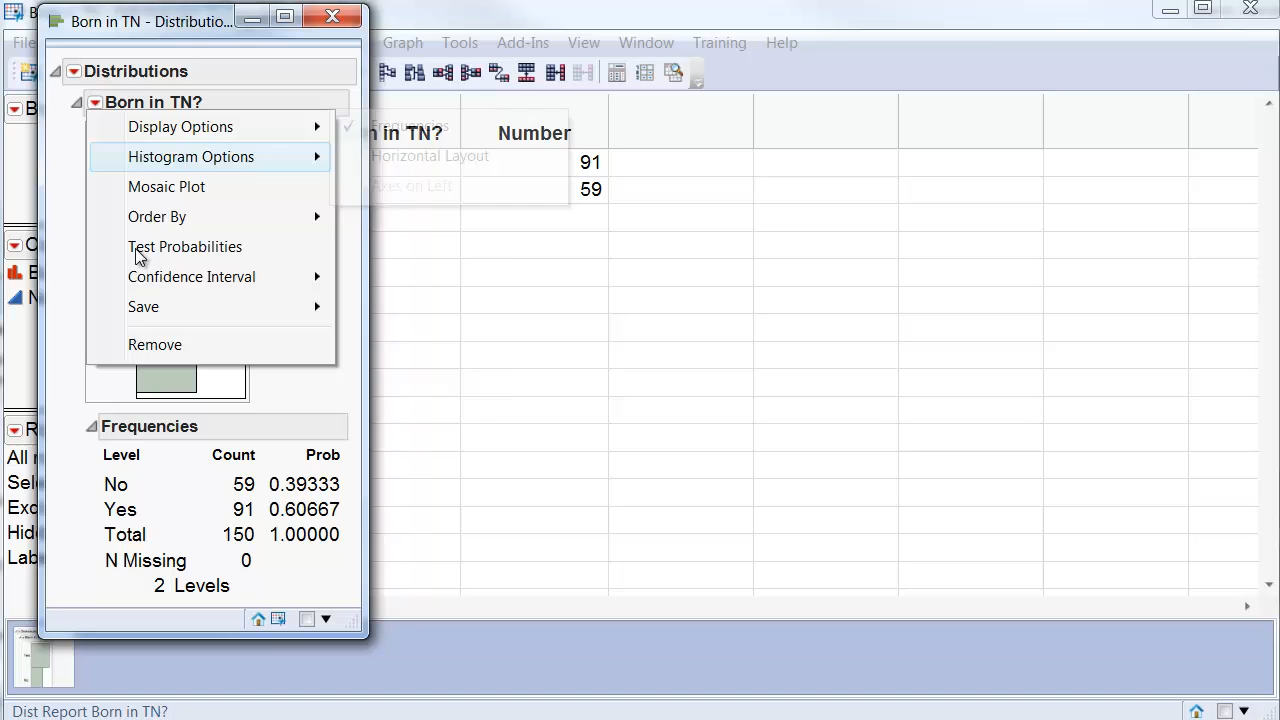 Born in TN - Distributio...
File
Graph Tools Add-Ins View Window Training Help
Distributions
Born in TN?
Display Options
Histogram Options
Mosaic Plot
Order By
Test Probabilities
Confidence Interval
Save
Remove
Frequencies
Horizontal Layout
Axes on Left
n in TN? Number
91
59
Frequencies
Level Count Prob
No 59 0.39333
Yes 91 0.60667
Total 150 1.00000
N Missing 0
2 Levels
All r
Sele
Exc
Hid
Lab
Dist Report Born in TN?